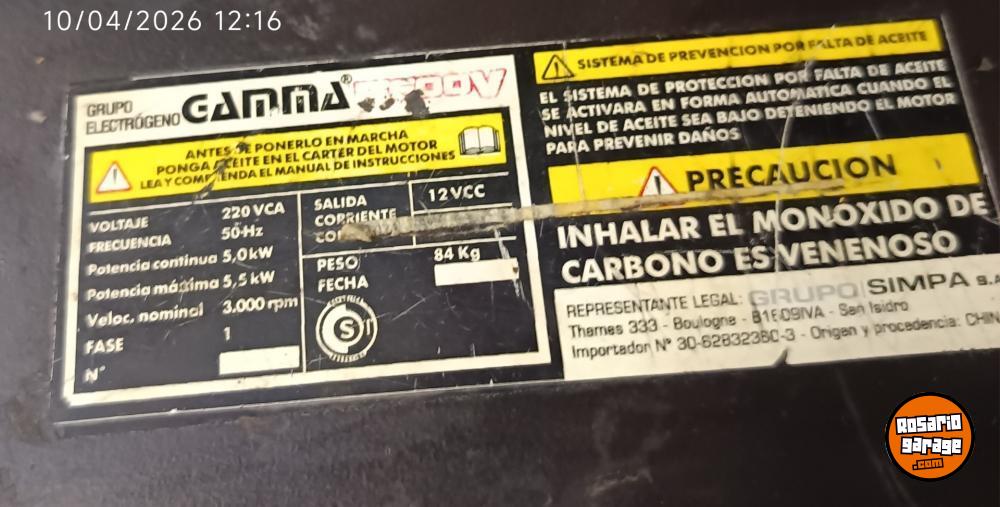 10/04/2026 12:16
GRUPO
ELECTRÓGENO
GAMMA®
ANTES DE PONERLO EN MARCHA
PONGA ACEITE EN EL CARTER DEL MOTOR
LEA Y COMPRENDA EL MANUAL DE INSTRUCCIONES
VOLTAJE 220 VCA
FRECUENCIA 50 Hz
Potencia continua 5,0 kW
Potencia máxima 5,5 kW
Veloc. nominal 3.000 rpm
FASE 1
N°
SALIDA 12 VCC
CORRIENTE
PESO 84 Kg
FECHA
S
SISTEMA DE PREVENCION POR FALTA DE ACEITE
EL SISTEMA DE PROTECCION POR FALTA DE ACEITE
SE ACTIVARA EN FORMA AUTOMATICA CUANDO EL
NIVEL DE ACEITE SEA BAJO DETENIENDO EL MOTOR
PARA PREVENIR DAÑOS
PRECAUCION
INHALAR EL MONÓXIDO DE
CARBONO ES VENENOSO
REPRESENTANTE LEGAL: GRUPO SIMPA S.A
Thames 333 - Boulogne - B1609IVA - San Isidro
Importador N° 30-62832360-3 - Origen y procedencia: CHIN
Rosario
garage
.com